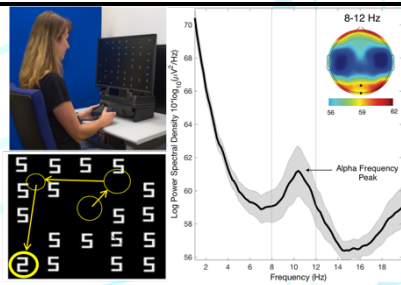 8-12 Hz
56 59 62
Log Power Spectral Density 10*log10(µV²/Hz)
70
68
66
64
62
60
58
56
Alpha Frequency
Peak
2 4 6 8 10 12 14 16 18
Frequency (Hz)
5 5 5 5
5 5 5
5 5 5
5 5 5 5
2 5 5 5